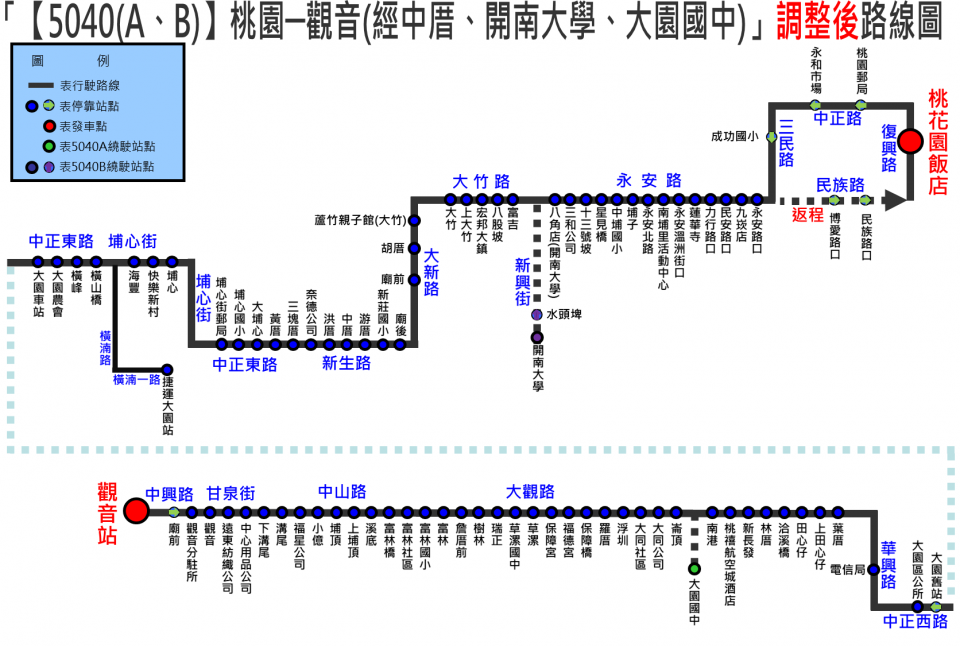 「【5040(A、B)】桃園—觀音(經中厝、開南大學、大園國中)」調整後路線圖
圖 例
表行駛路線
表停靠站點
表發車點
表5040A繞駛站點
表5040B繞駛站點
桃花園飯店
復興路
桃園郵局
永和市場
中正路
三民路
成功國小
民族路
返程
博愛路口
民族路口
永安路
永安路口
九崁店
民安路口
力行路口
蓮華寺
永安溫洲街口
南埔里活動中心
永安北路
埔子
中埔國小
星見橋
十三號坡
三和公司
八角店(開南大學)
新興街
水頭埤
開南大學
大竹路
富吉
八股坡
宏邦大鎮
上大竹
大竹
蘆竹親子館(大竹)
胡厝
廟前
大新路
廟後
新莊國小
游厝
中厝
洪厝
奈德公司
三塊厝
黃厝
大埔心
埔心國小
埔心街郵局
新生路
中正東路
埔心街
中正東路 埔心街
埔心
快樂新村
海豐
橫山橋
橫峰
大園農會
大園車站
橫湳路
橫湳一路
捷運大園站
觀音站
中興路
甘泉街
中山路
大觀路
廟前
觀音分駐所
觀音
遠東紡織公司
中心用品公司
下溝尾
溝尾
福星公司
小億
埔頂
上埔頂
溪底
富林橋
富林社區
富林國小
富林
詹厝前
樹林
瑞正
草漯國中
草漯
保障宮
福德宮
保障橋
羅厝
浮圳
大同社區
大同公司
崙頂
大園國中
南港
桃禧航空城酒店
新長發
林厝
洽溪橋
田心仔
上田心仔
葉厝
電信局
華興路
大園區公所
大園舊站
中正西路